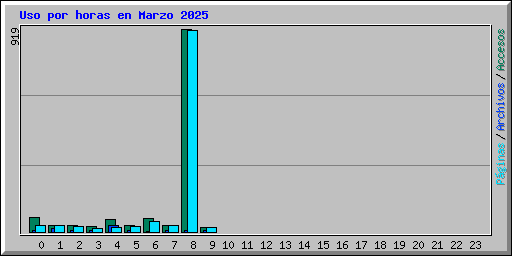 Uso por horas en Marzo 2025
919
Páginas / Archivos / Accesos
0 1 2 3 4 5 6 7 8 9 10 11 12 13 14 15 16 17 18 19 20 21 22 23